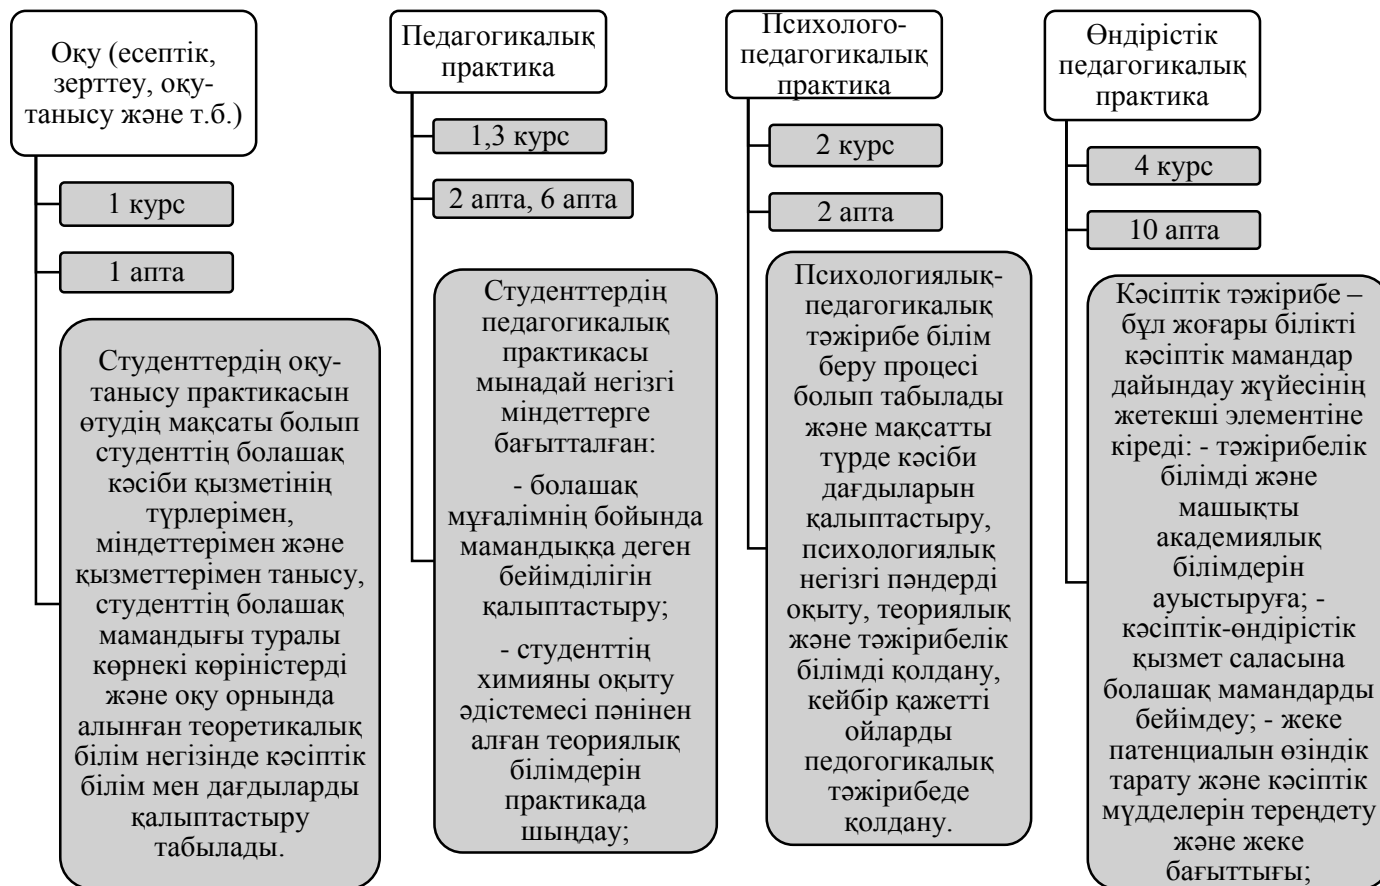 Оқу (есептік,
зерттеу, оқу-
танысу және т.б.)
1 курс
1 апта
Студенттердің оқу-
танысу практикасын
өтудің мақсаты болып
студенттің болашақ
кәсіби қызметінің
түрлерімен,
міндеттерімен және
қызметтерімен танысу,
студенттің болашақ
мамандығы туралы
көрнекі көріністерді
және оқу орнында
алынған теоретикалық
білім негізінде кәсіптік
білім мен дағдыларды
қалыптастыру
табылады.
Педагогикалық
практика
1,3 курс
2 апта, 6 апта
Студенттердің
педагогикалық
практикасы
мынадай негізгі
міндеттерге
бағытталған:
- болашақ
мұғалімнің бойында
мамандыққа деген
бейімділігін
қалыптастыру;
- студенттің
химияны оқыту
әдістемесі пәнінен
алған теориялық
білімдерін
практикада
шыңдау;
Психолого-
педагогикалық
практика
2 курс
2 апта
Психологиялық-
педагогикалық
тәжірибе білім
беру процесі
болып табылады
және мақсатты
түрде кәсіби
дағдыларын
қалыптастыру,
психологиялық
негізгі пәндерді
оқыту, теориялық
және тәжірибелік
білімді қолдану,
кейбір қажетті
ойларды
педогогикалық
тәжірибеде
қолдану.
Өндірістік
педагогикалық
практика
4 курс
10 апта
Кәсіптік тәжірибе –
бұл жоғары білікті
кәсіптік мамандар
дайындау жүйесінің
жетекші элементіне
кіреді: - тәжірибелік
білімді және
машықты
академиялық
білімдерін
ауыстыруға; -
кәсіптік-өндірістік
қызмет саласына
болашақ мамандарды
бейімдеу; - жеке
патенциалын өзіндік
тарату және кәсіптік
мүдделерін тереңдету
және жеке
бағыттығы;